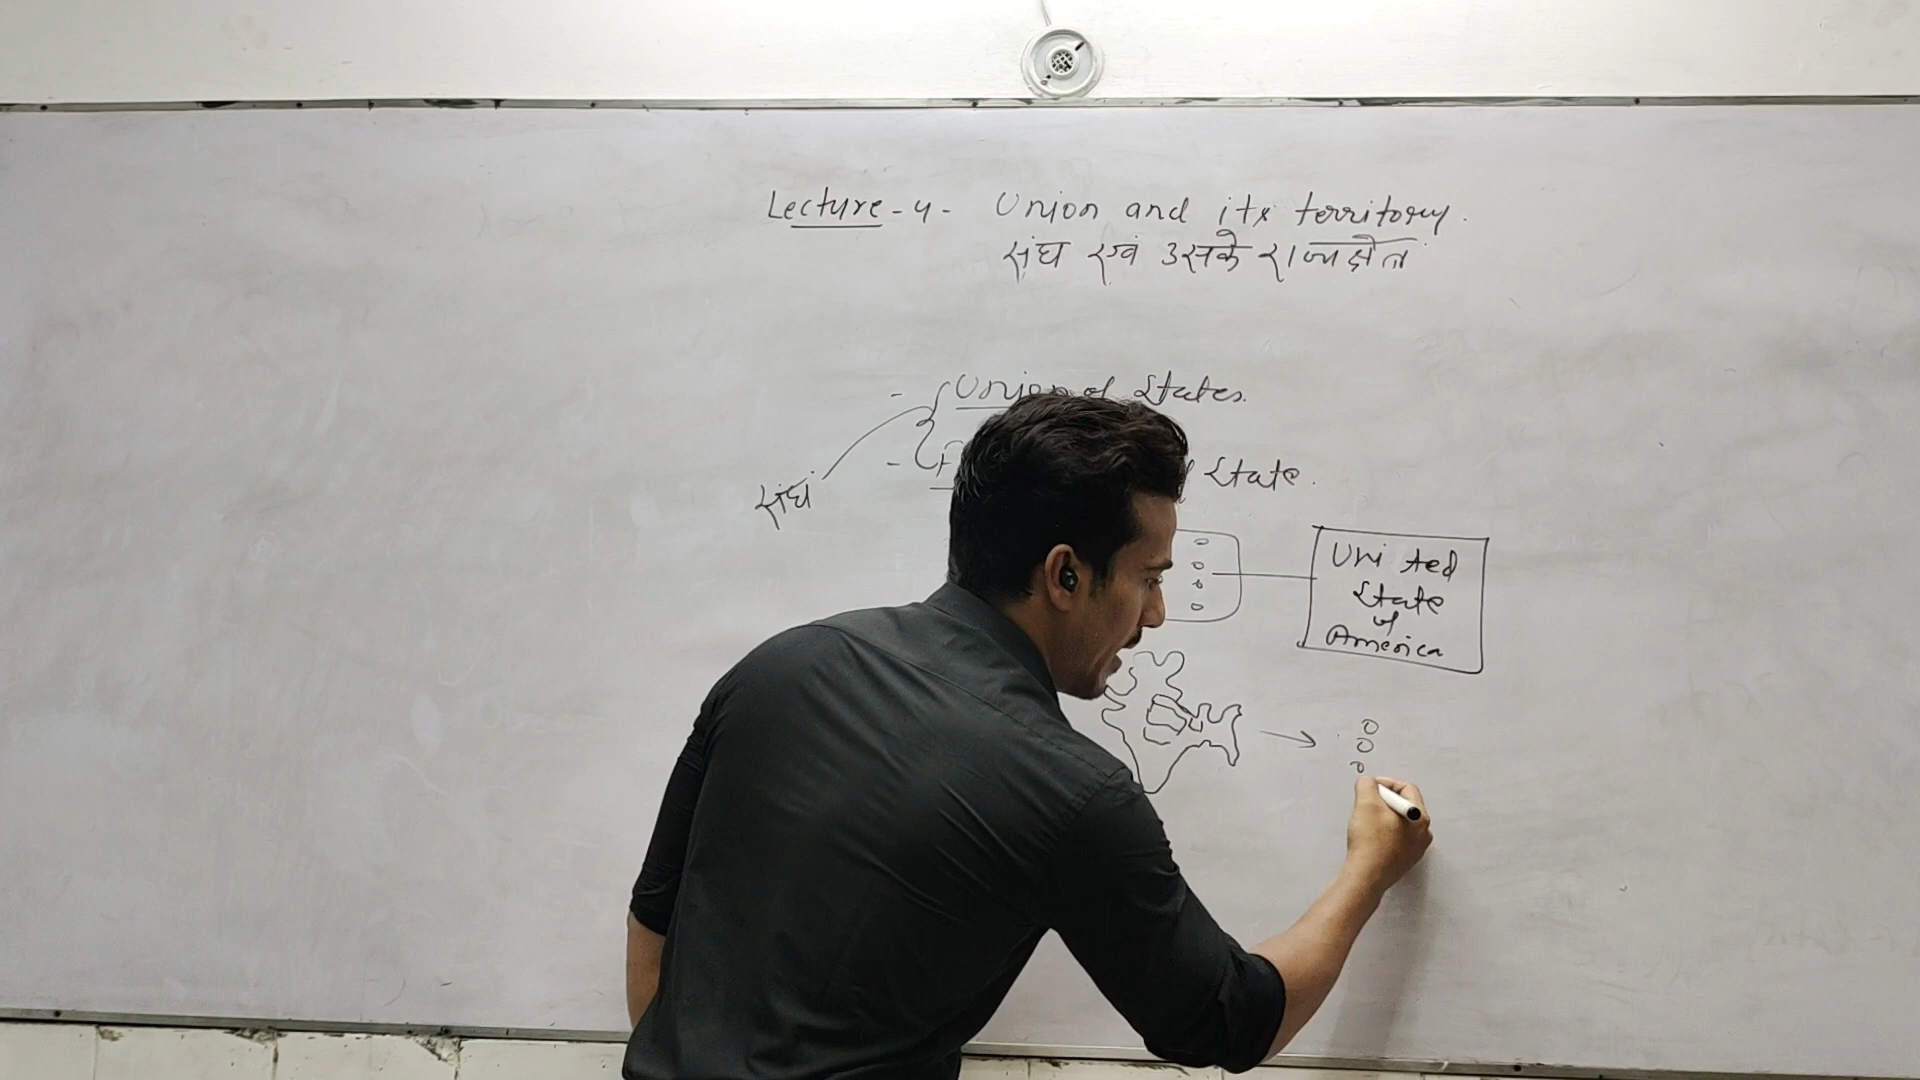 Lecture-4- Union and its territory.
संघ एवं उसके राज्यक्षेत्र
- Union of States.
- State.
संघ
United
State
of
America